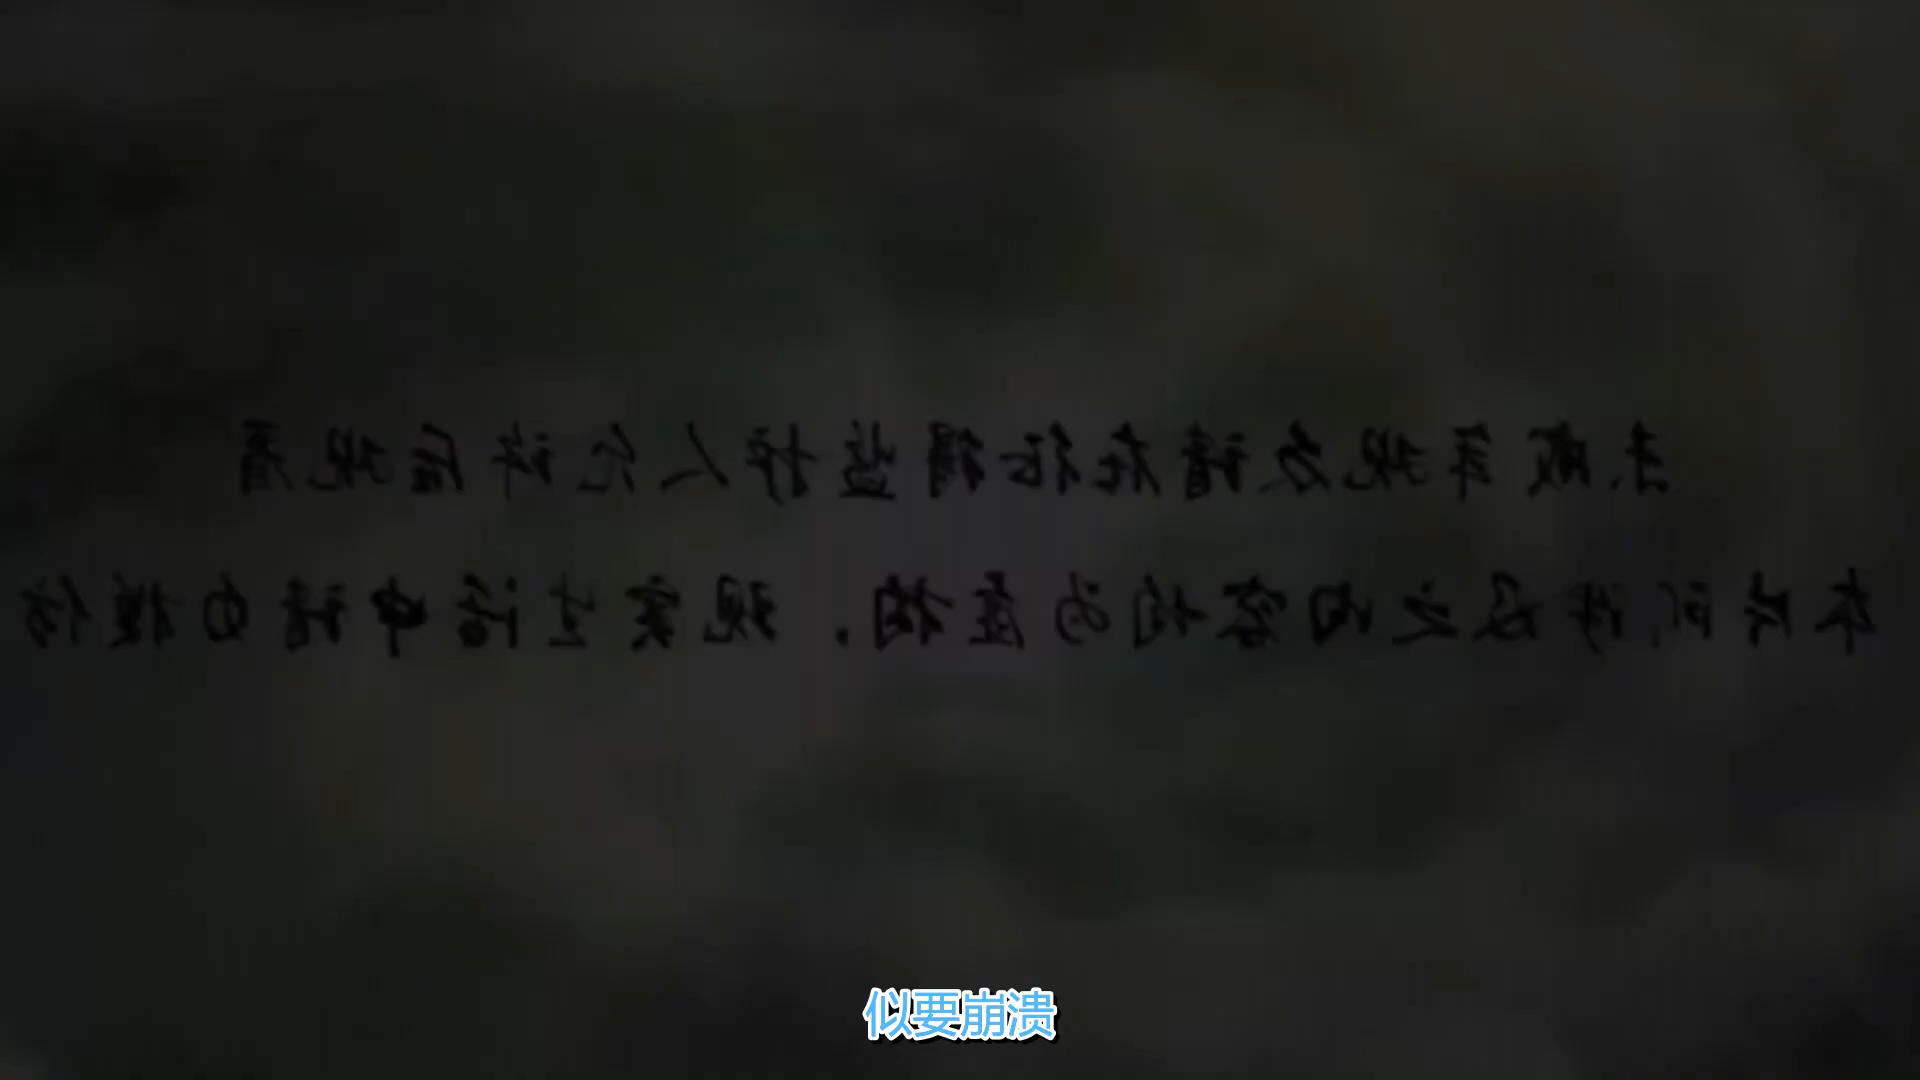 未成年观众请在征得监护人允许后观看
本片所涉及之内容均为虚构，现实生活中请勿模仿
似要崩溃